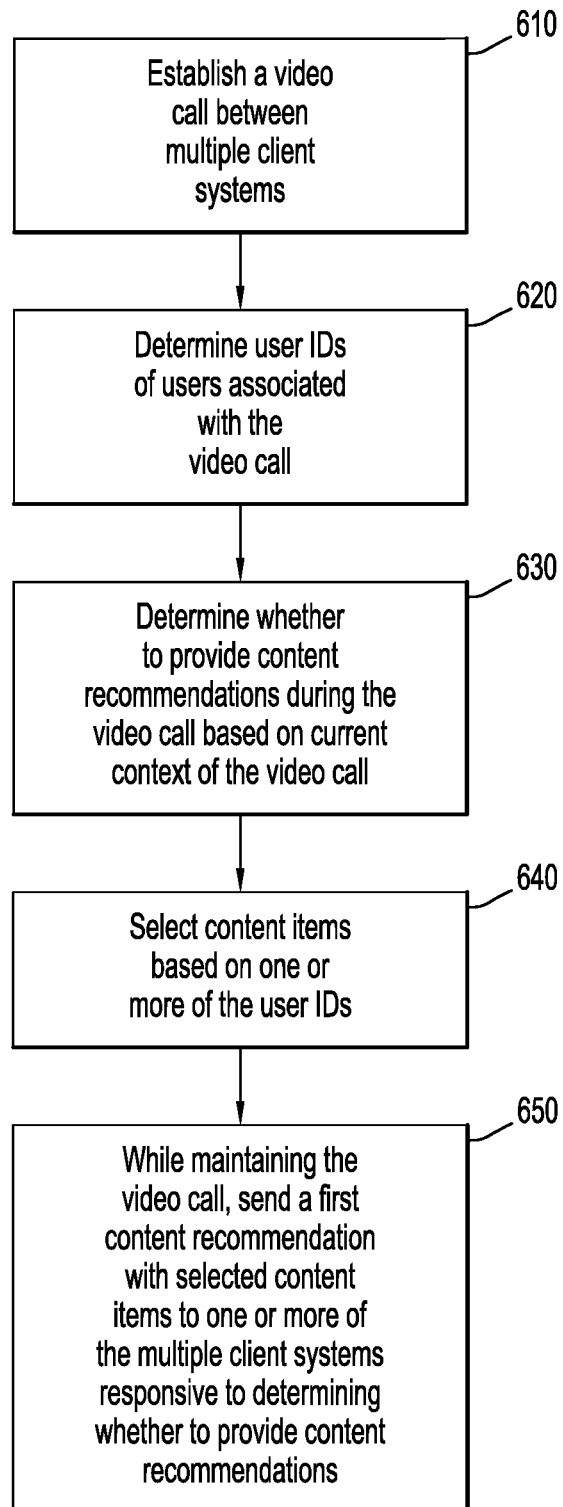 610
Establish a video
call between
multiple client
systems
620
Determine user IDs
of users associated
with the
video call
630
Determine whether
to provide content
recommendations during the
video call based on current
context of the video call
640
Select content items
based on one or
more of the user IDs
650
While maintaining the
video call, send a first
content recommendation
with selected content
items to one or more of
the multiple client systems
responsive to determining
whether to provide content
recommendations